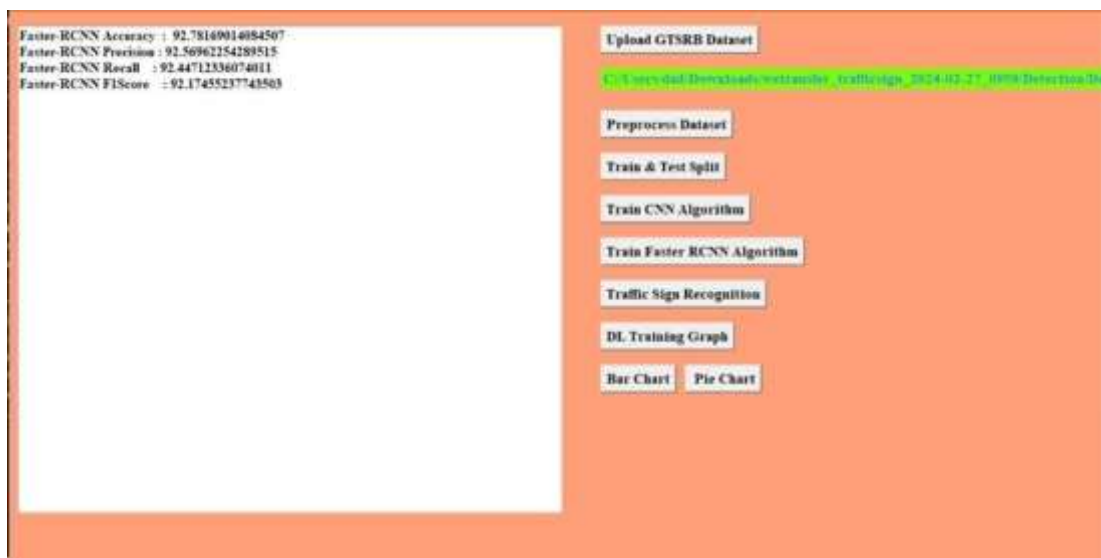 Faster-RCNN Accuracy : 92.78169014084507
Faster-RCNN Precision : 92.56962254289515
Faster-RCNN Recall : 92.44712336074011
Faster-RCNN FIScore : 92.17455237743503
Upload GTSRB Dataset
Preprocess Dataset
Train & Test Split
Train CNN Algorithm
Train Faster RCNN Algorithm
Traffic Sign Recognition
DL Training Graph
Bar Chart Pie Chart